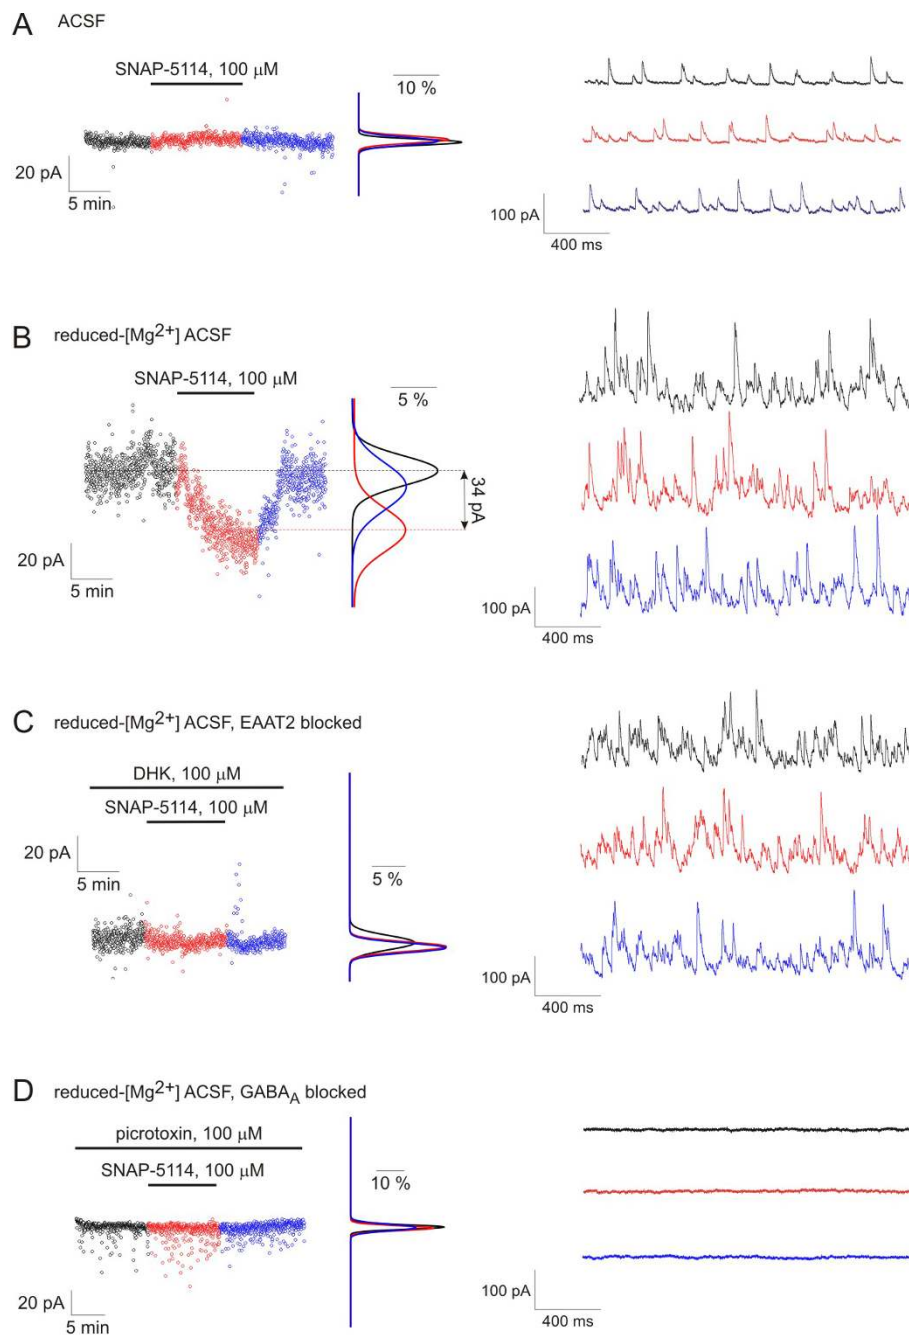 A ACSF
SNAP-5114, 100 μM
10 %
20 pA
5 min
100 pA
400 ms
B reduced-[Mg2+] ACSF
SNAP-5114, 100 μM
5 %
34 pA
20 pA
5 min
100 pA
400 ms
C reduced-[Mg2+] ACSF, EAAT2 blocked
DHK, 100 μM
SNAP-5114, 100 μM
20 pA
5 min
5 %
100 pA
400 ms
D reduced-[Mg2+] ACSF, GABAA blocked
picrotoxin, 100 μM
SNAP-5114, 100 μM
10 %
20 pA
5 min
100 pA
400 ms